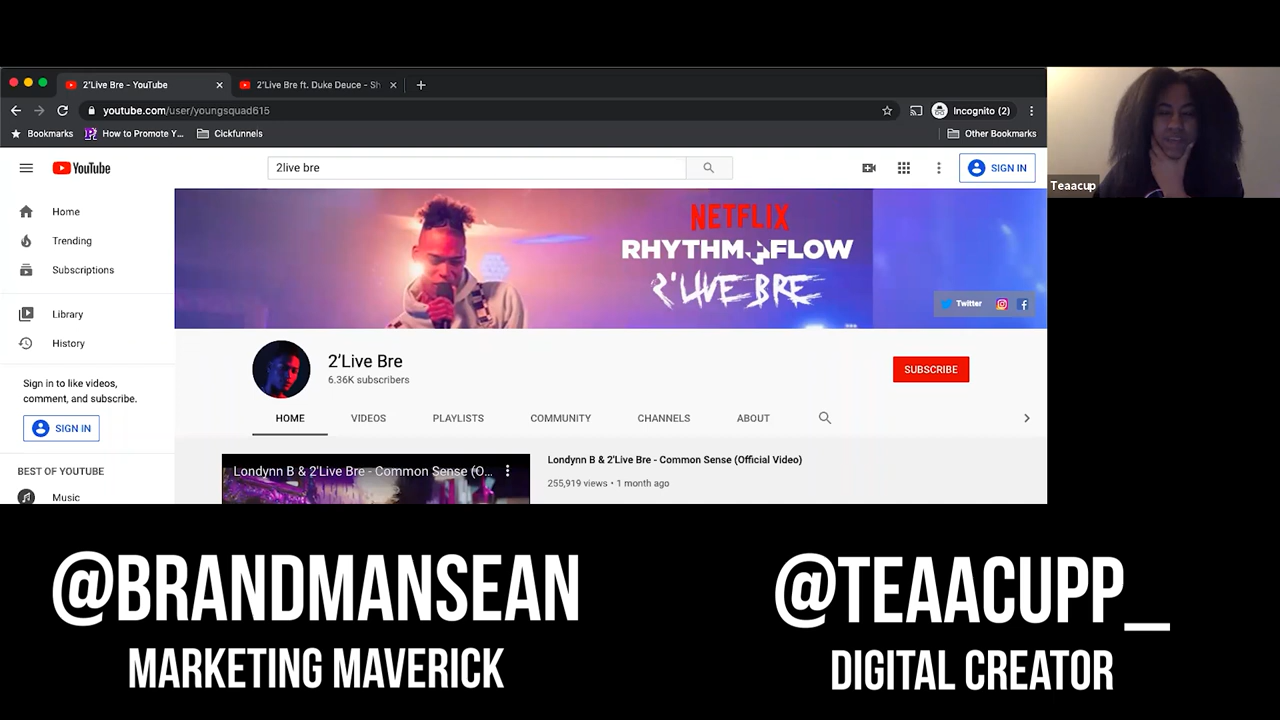 2'Live Bre - YouTube
2'Live Bre ft. Duke Deuce - Sh
youtube.com/user/youngsquad615
Incognito (2)
Bookmarks
How to Promote Y...
Clickfunnels
Other Bookmarks
YouTube
2live bre
SIGN IN
Teaacup
Home
Trending
Subscriptions
Library
History
Sign in to like videos,
comment, and subscribe.
SIGN IN
BEST OF YOUTUBE
Music
NETFLIX
RHYTHM+FLOW
2'LIVE BRE
Twitter
2'Live Bre
6.36K subscribers
SUBSCRIBE
HOME
VIDEOS
PLAYLISTS
COMMUNITY
CHANNELS
ABOUT
Londynn B & 2'Live Bre - Common Sense (O...
Londynn B & 2'Live Bre - Common Sense (Official Video)
255,919 views • 1 month ago
@BRANDMANSEAN
MARKETING MAVERICK
@TEAACUPP_
DIGITAL CREATOR